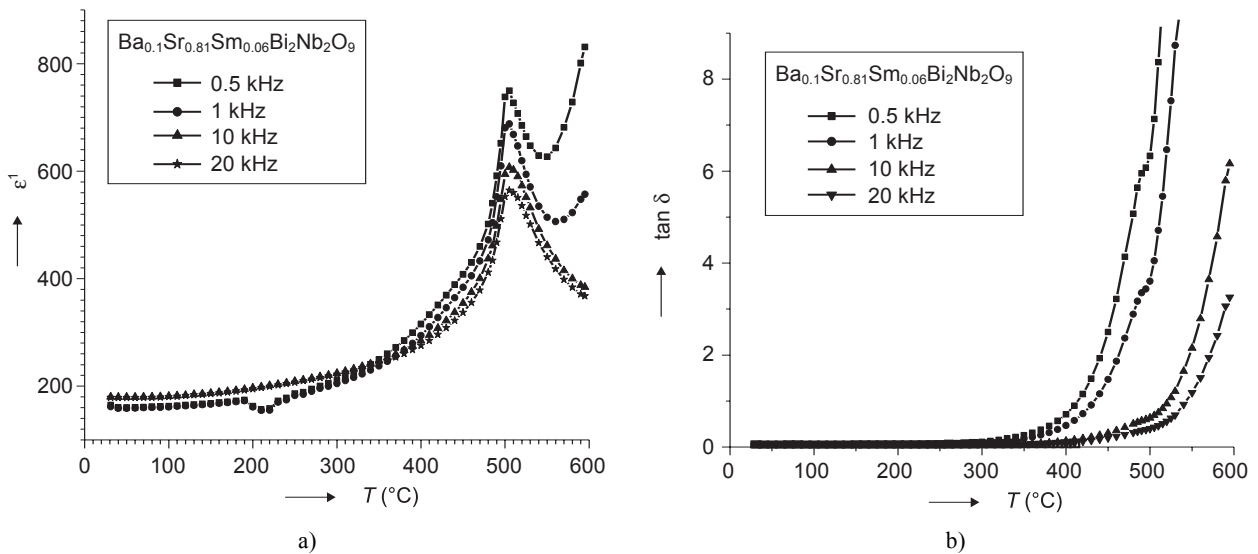 Ba0.1Sr0.81Sm0.06Bi2Nb2O9
0.5 kHz
1 kHz
10 kHz
20 kHz
800
600
400
200
ε1
0 100 200 300 400 500 600
T (°C)
a)
Ba0.1Sr0.81Sm0.06Bi2Nb2O9
0.5 kHz
1 kHz
10 kHz
20 kHz
8
6
4
2
0
tan δ
0 100 200 300 400 500 600
T (°C)
b)